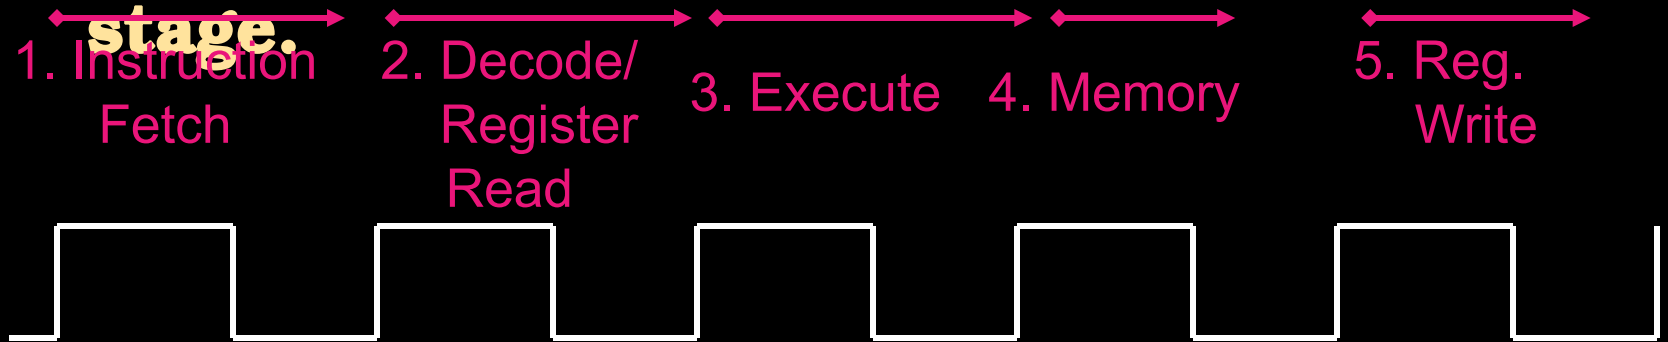 stage.
1. Instruction
Fetch
2. Decode/
Register
Read
3. Execute
4. Memory
5. Reg.
Write